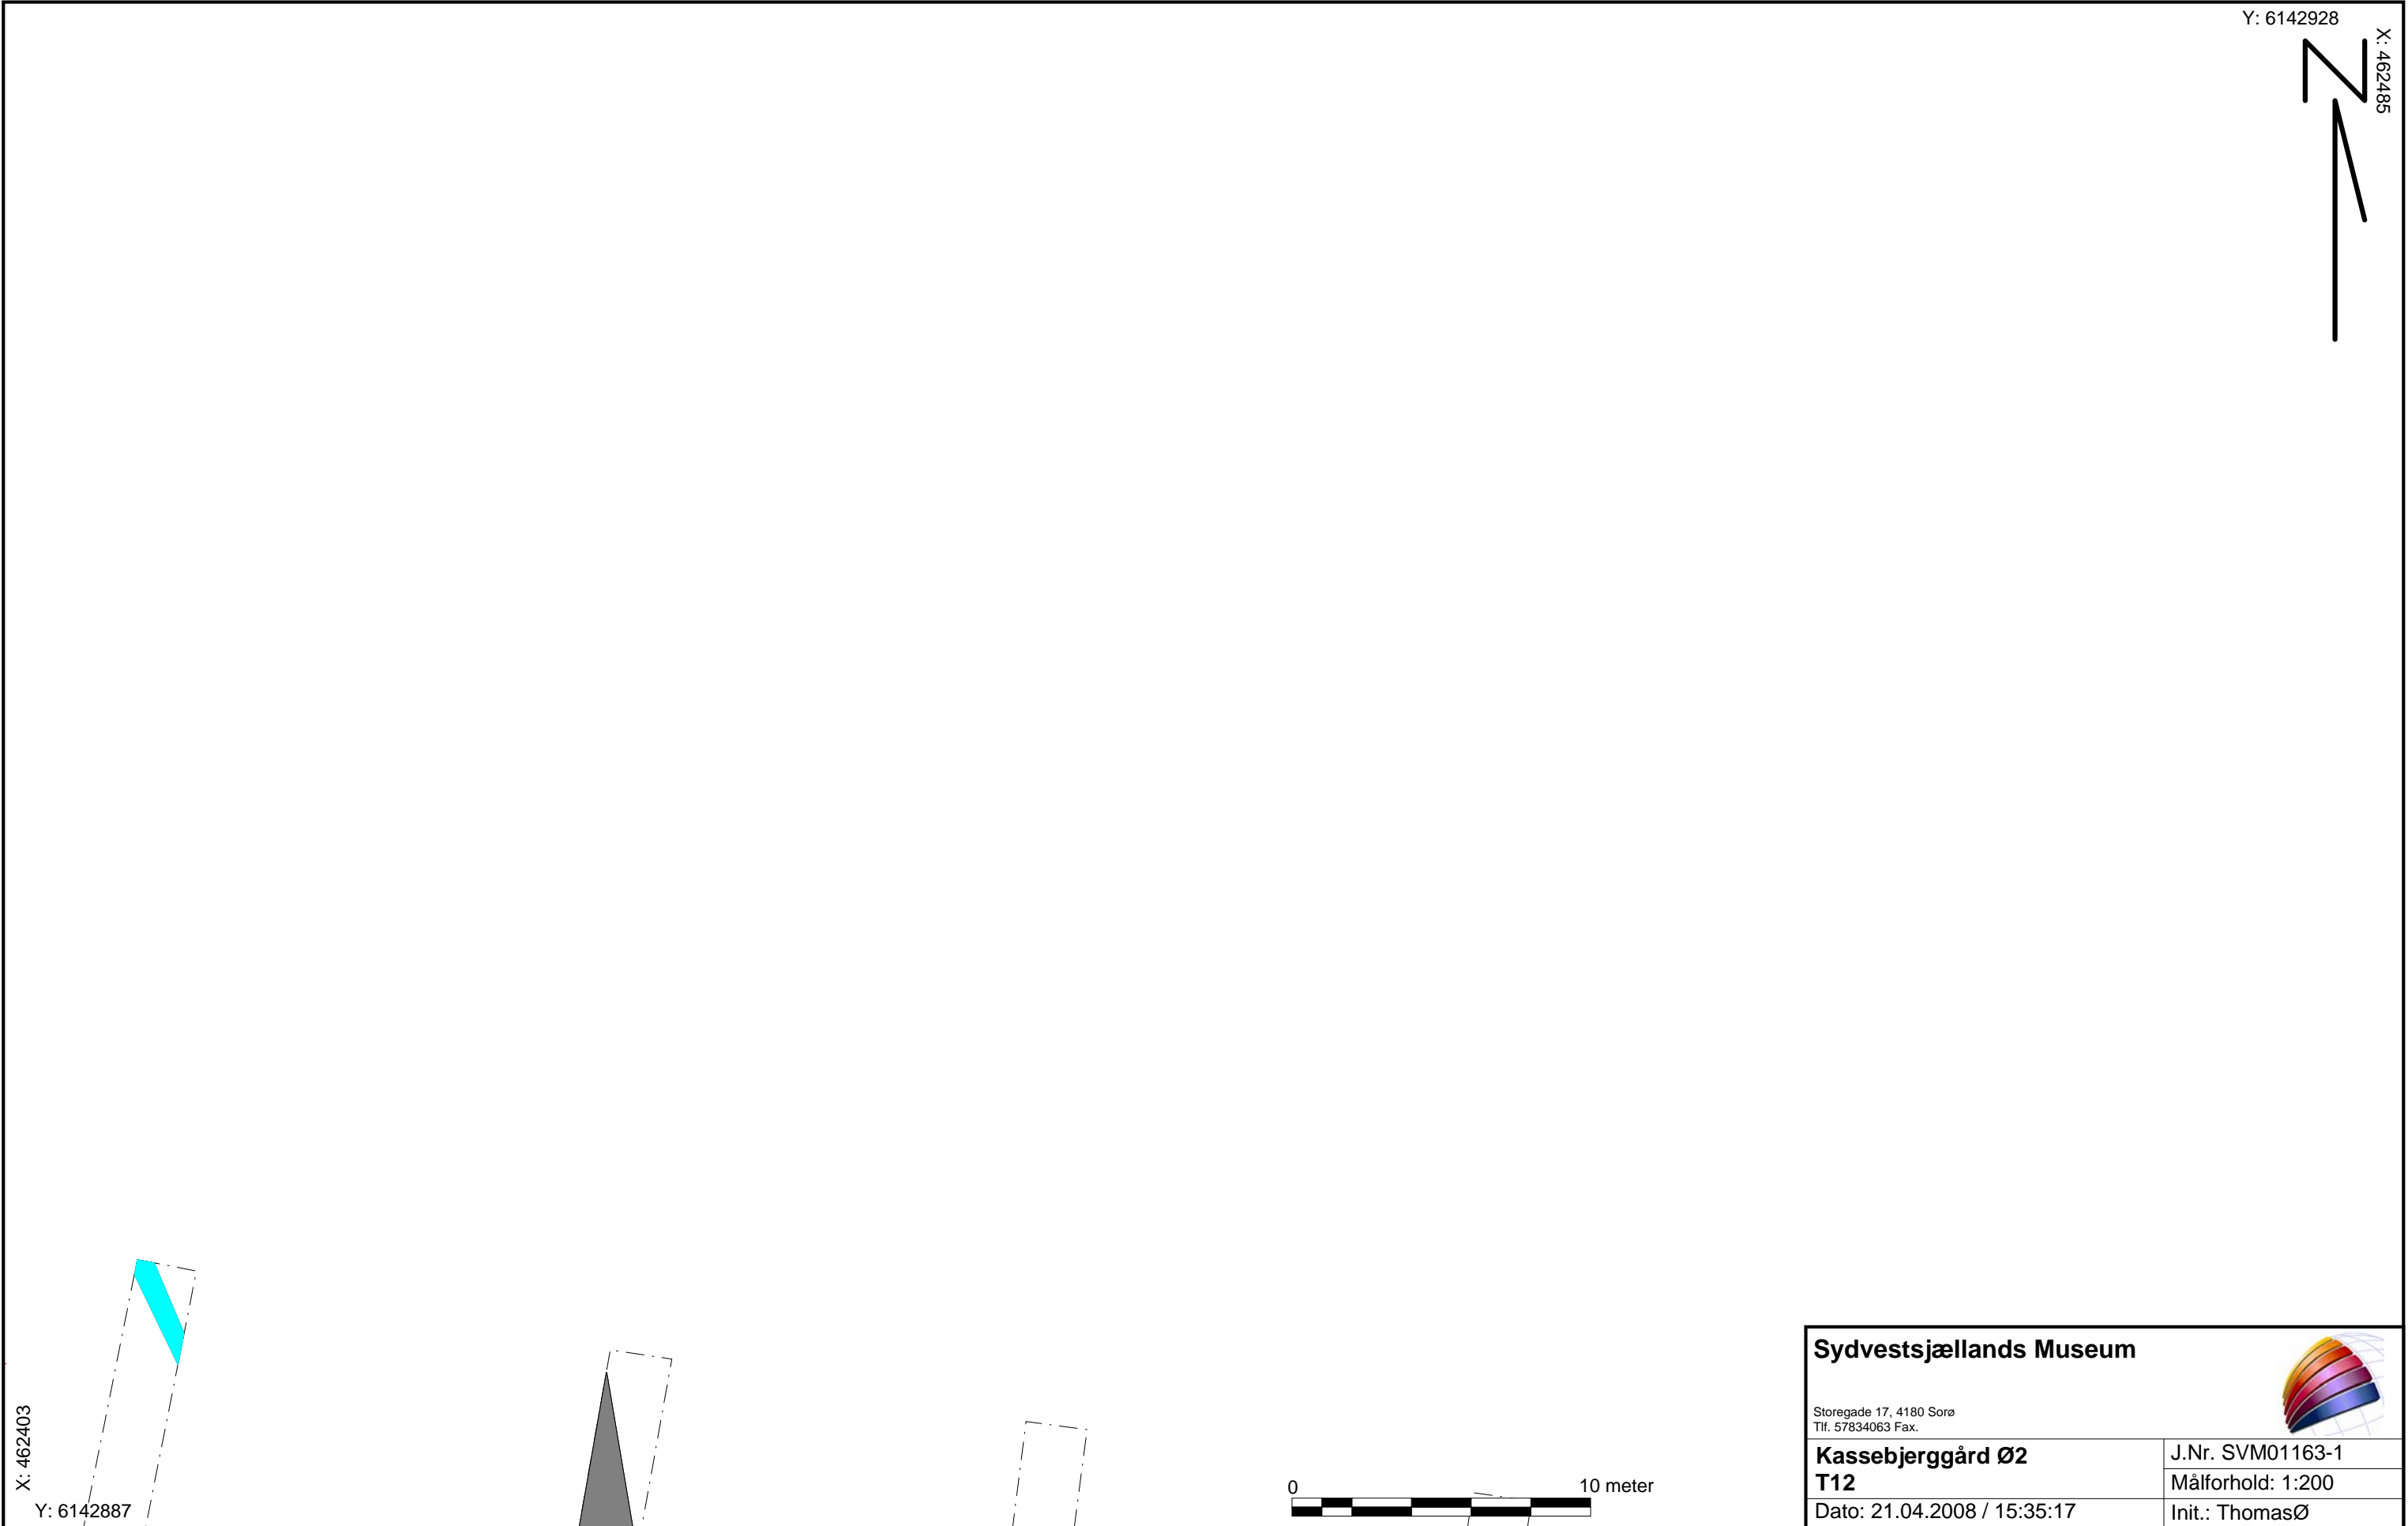 Y: 6142928
X: 462485
X: 462403
Y: 6142887
0
10 meter
Sydvestsjællands Museum
Storegade 17, 4180 Sorø
Tlf. 57834063 Fax.
Kassebjerggård Ø2
T12
J.Nr. SVM01163-1
Målforhold: 1:200
Dato: 21.04.2008 / 15:35:17
Init.: ThomasØ